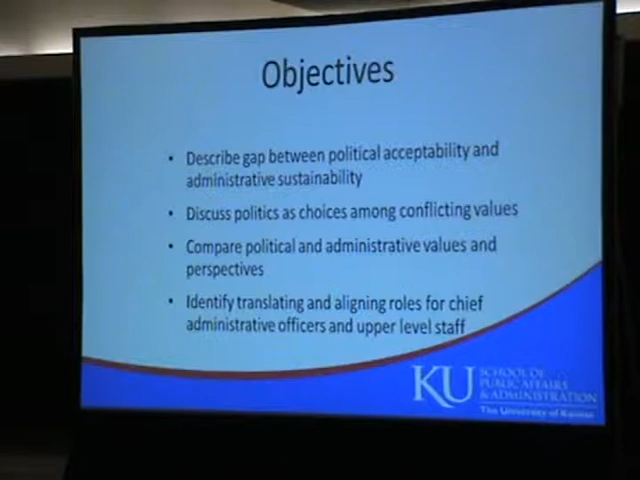 Objectives
• Describe gap between political acceptability and
administrative sustainability
• Discuss politics as choices among conflicting values
• Compare political and administrative values and
perspectives
• Identify translating and aligning roles for chief
administrative officers and upper level staff
KU
SCHOOL OF
PUBLIC AFFAIRS
& ADMINISTRATION
The University of Kansas